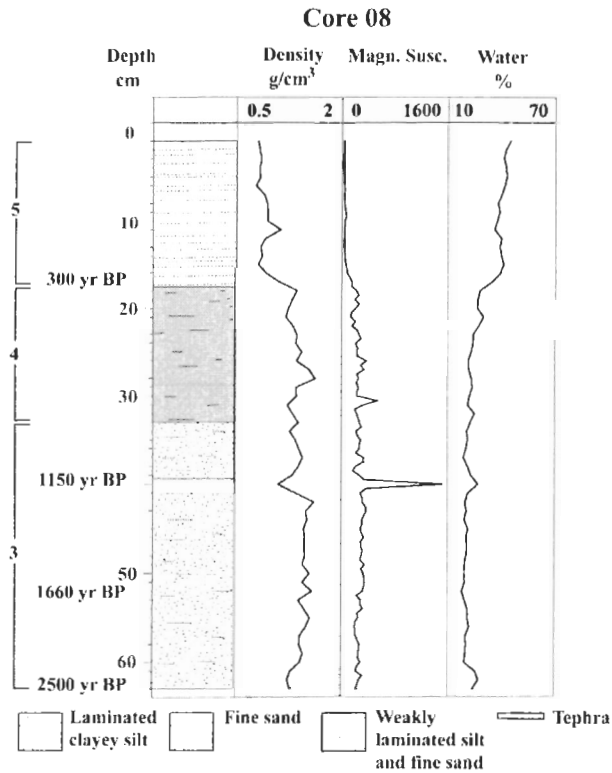 Core 08
Depth
cm
Density
g/cm³
Magn. Susc.
Water
%
0.5 2 0 1600 10 70
0
5
10
300 yr BP
20
4
30
1150 yr BP
3
50
1660 yr BP
60
2500 yr BP
Laminated
clayey silt
Fine sand
Weakly
laminated silt
and fine sand
Tephra